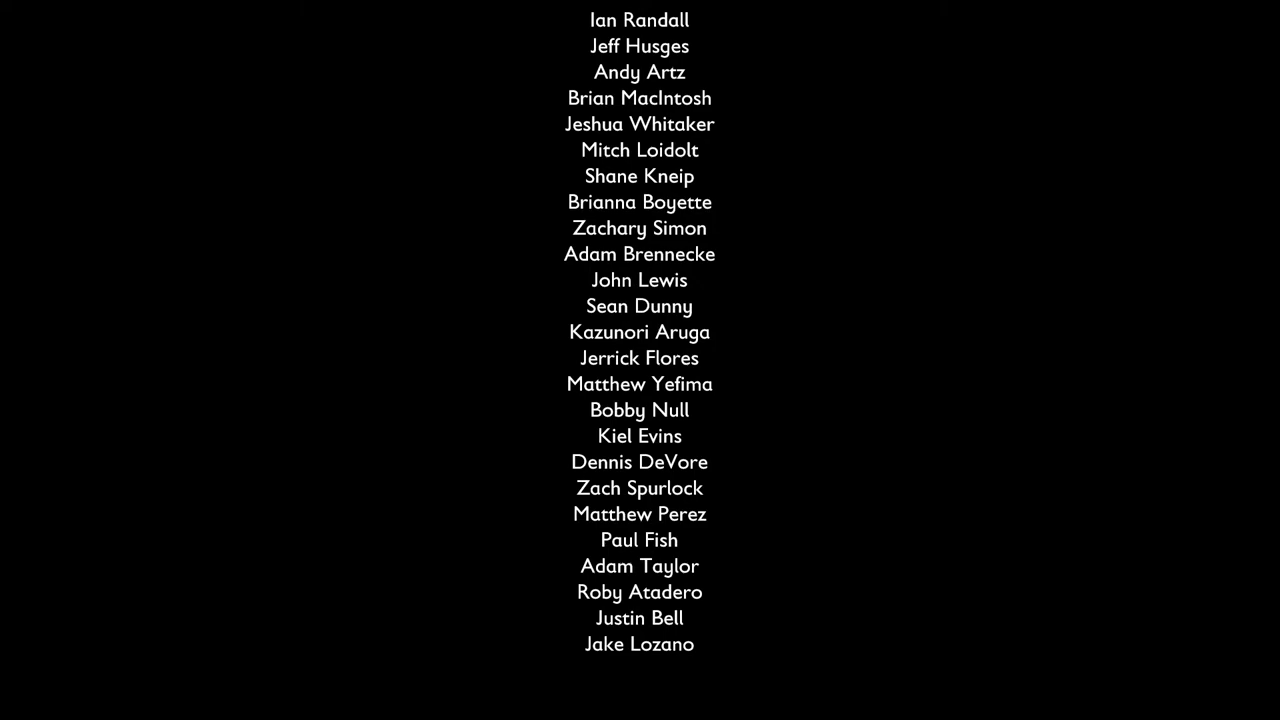 Ian Randall
Jeff Husges
Andy Artz
Brian MacIntosh
Jeshua Whitaker
Mitch Loidolt
Shane Kneip
Brianna Boyette
Zachary Simon
Adam Brennecke
John Lewis
Sean Dunny
Kazunori Aruga
Jerrick Flores
Matthew Yefima
Bobby Null
Kiel Evins
Dennis DeVore
Zach Spurlock
Matthew Perez
Paul Fish
Adam Taylor
Roby Atadero
Justin Bell
Jake Lozano